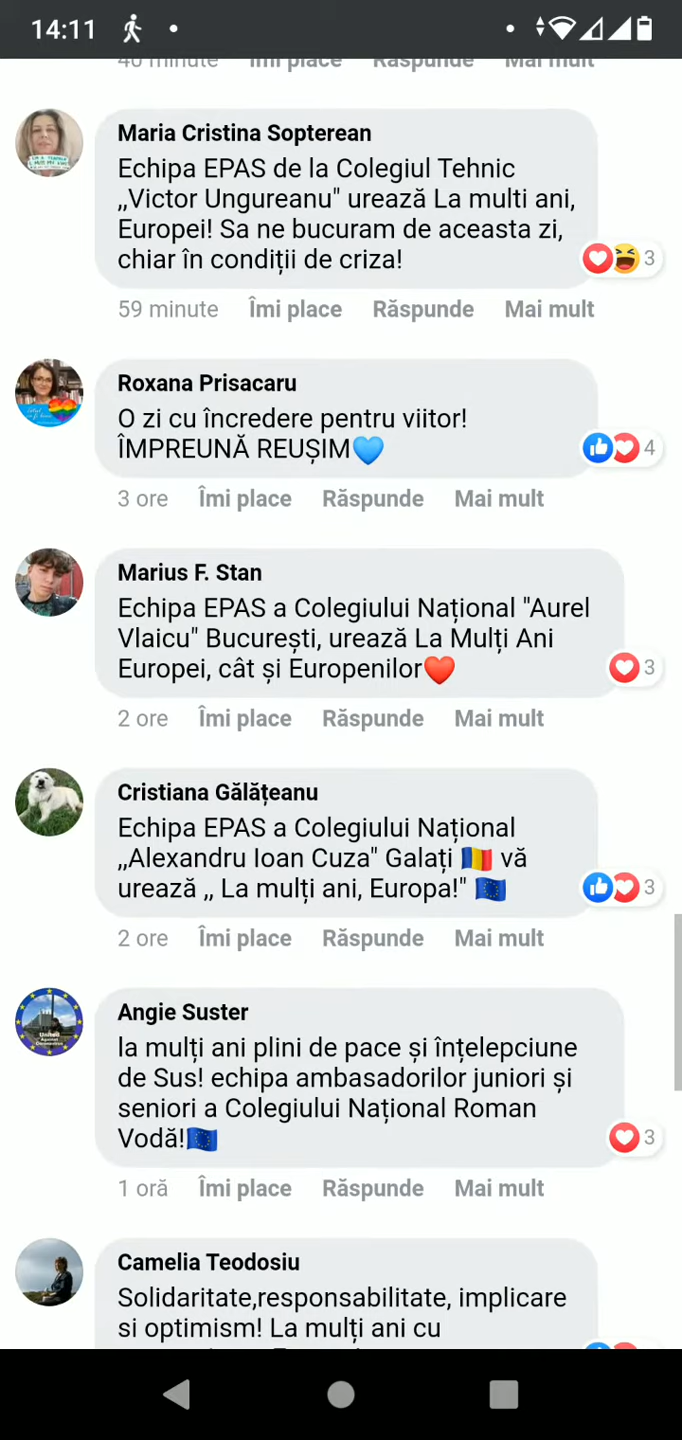 14:11
40 minute Îmi place Răspunde Mai mult
Maria Cristina Sopterean
Echipa EPAS de la Colegiul Tehnic
,,Victor Ungureanu" urează La multi ani,
Europei! Sa ne bucuram de aceasta zi,
chiar în condiții de criza!
3
59 minute Îmi place Răspunde Mai mult
Roxana Prisacaru
O zi cu încredere pentru viitor!
ÎMPREUNĂ REUȘIM💙
4
3 ore Îmi place Răspunde Mai mult
Marius F. Stan
Echipa EPAS a Colegiului Național "Aurel
Vlaicu" București, urează La Mulți Ani
Europei, cât și Europenilor❤️
3
2 ore Îmi place Răspunde Mai mult
Cristiana Gălățeanu
Echipa EPAS a Colegiului Național
,,Alexandru Ioan Cuza" Galați 🇷🇴 vă
urează ,, La mulți ani, Europa!" 🇪🇺
3
2 ore Îmi place Răspunde Mai mult
Angie Suster
la mulți ani plini de pace și înțelepciune
de Sus! echipa ambasadorilor juniori și
seniori a Colegiului Național Roman
Vodă!🇪🇺
3
1 oră Îmi place Răspunde Mai mult
Camelia Teodosiu
Solidaritate,responsabilitate, implicare
si optimism! La mulți ani cu